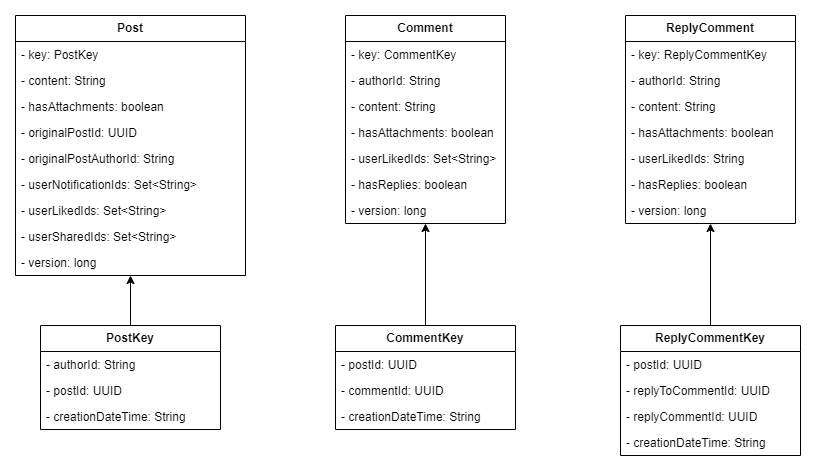 Post
- key: PostKey
- content: String
- hasAttachments: boolean
- originalPostId: UUID
- originalPostAuthorId: String
- userNotificationIds: Set<String>
- userLikedIds: Set<String>
- userSharedIds: Set<String>
- version: long
PostKey
- authorId: String
- postId: UUID
- creationDateTime: String
Comment
- key: CommentKey
- authorId: String
- content: String
- hasAttachments: boolean
- userLikedIds: Set<String>
- hasReplies: boolean
- version: long
CommentKey
- postId: UUID
- commentId: UUID
- creationDateTime: String
ReplyComment
- key: ReplyCommentKey
- authorId: String
- content: String
- hasAttachments: boolean
- userLikedIds: String
- hasReplies: boolean
- version: long
ReplyCommentKey
- postId: UUID
- replyToCommentId: UUID
- replyCommentId: UUID
- creationDateTime: String